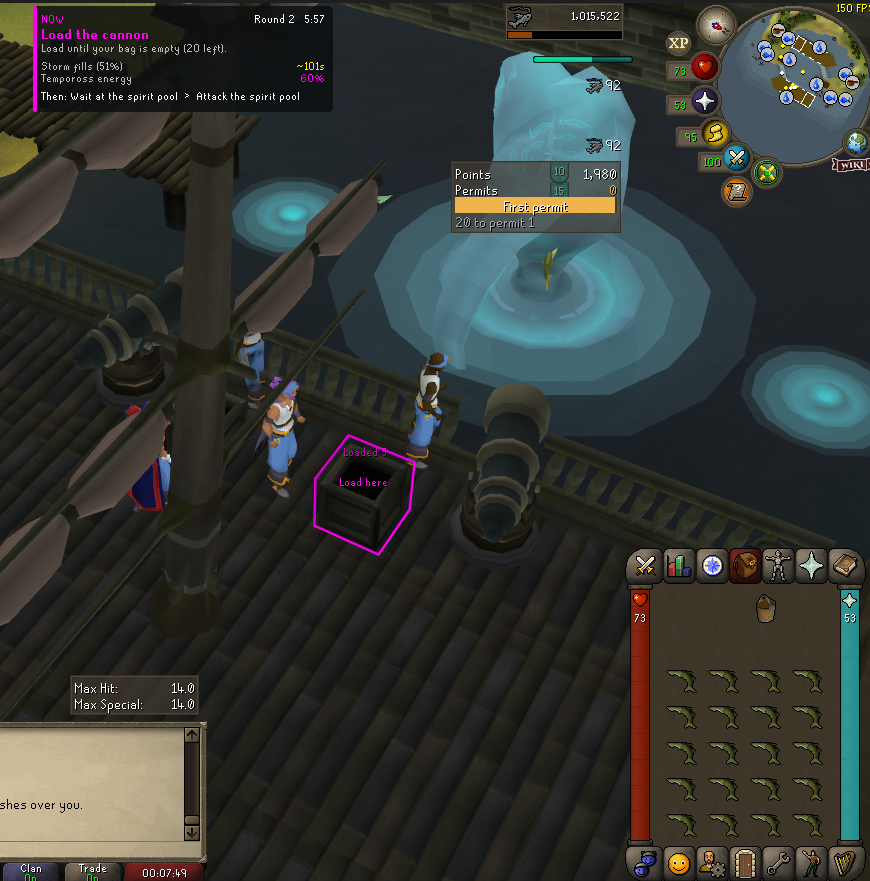 150 FP
NOW
Round 2 5:57
Load the cannon
Load until your bag is empty (20 left).
Storm fills (51%) ~101s
Tempoross energy 60%
Then: Wait at the spirit pool > Attack the spirit pool
1,015,522
XP
73
53
95
100
WIKI
92
92
Points 10 1,980
Permits 15 0
First permit
20 to permit 1
Loaded 5
Load here
73
53
Max Hit: 14.0
Max Special: 14.0
shes over you.
Clan
On
Trade
On
00:07:49